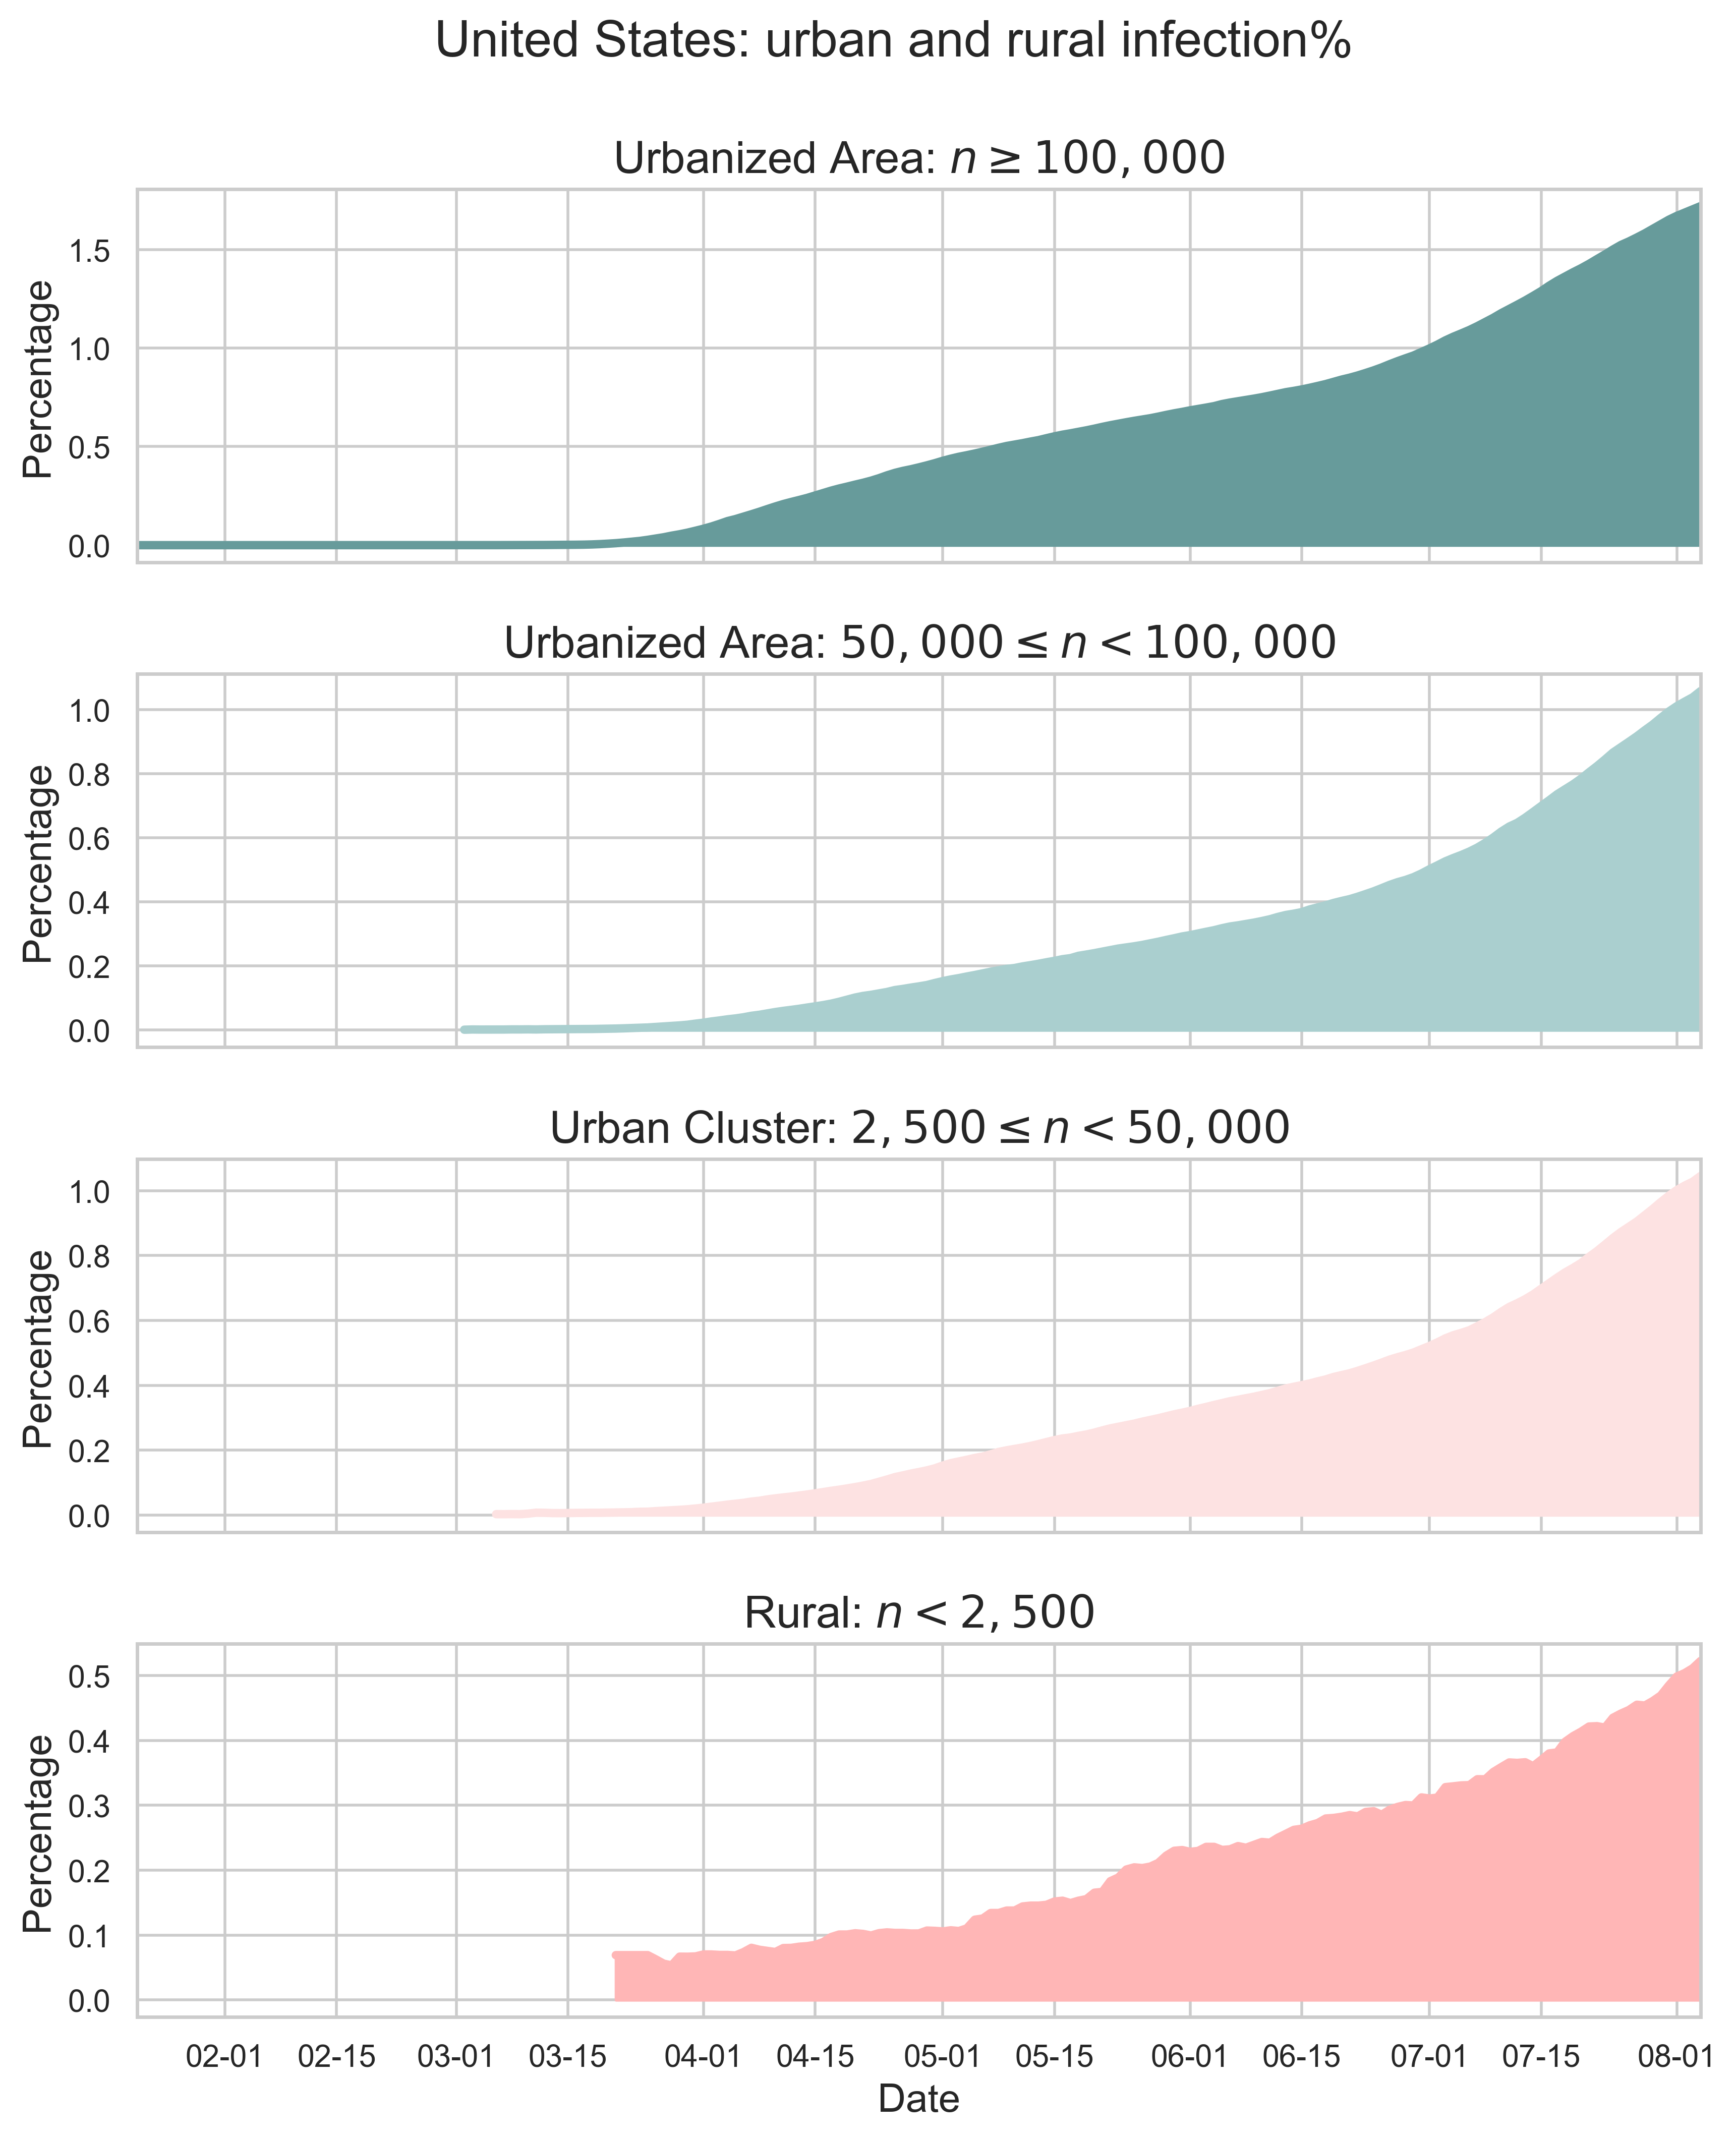 United States: urban and rural infection%
Urbanized Area: n ≥ 100,000
Percentage
1.5
1.0
0.5
0.0
Urbanized Area: 50,000 ≤ n < 100,000
Percentage
1.0
0.8
0.6
0.4
0.2
0.0
Urban Cluster: 2,500 ≤ n < 50,000
Percentage
1.0
0.8
0.6
0.4
0.2
0.0
Rural: n < 2,500
Percentage
0.5
0.4
0.3
0.2
0.1
0.0
02-01 02-15 03-01 03-15 04-01 04-15 05-01 05-15 06-01 06-15 07-01 07-15 08-01
Date